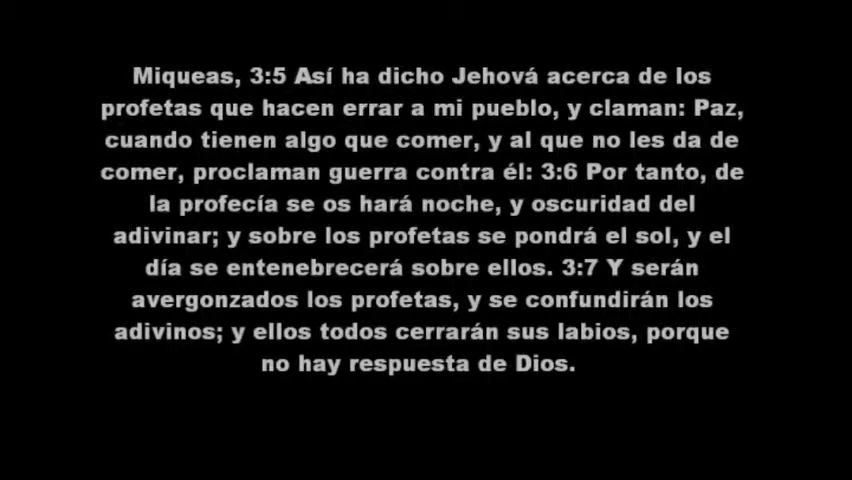 Miqueas, 3:5 Así ha dicho Jehová acerca de los
profetas que hacen errar a mi pueblo, y claman: Paz,
cuando tienen algo que comer, y al que no les da de
comer, proclaman guerra contra él: 3:6 Por tanto, de
la profecía se os hará noche, y oscuridad del
adivinar; y sobre los profetas se pondrá el sol, y el
día se entenebrecerá sobre ellos. 3:7 Y serán
avergonzados los profetas, y se confundirán los
adivinos; y ellos todos cerrarán sus labios, porque
no hay respuesta de Dios.